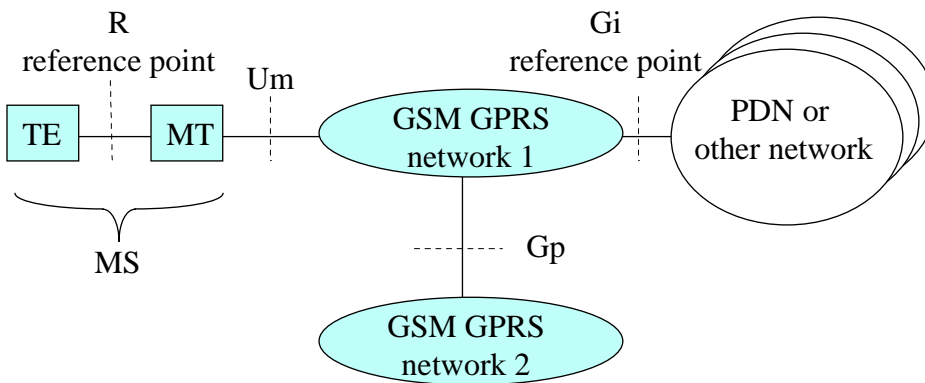 R
reference point
Um
Gi
reference point
TE
MT
GSM GPRS
network 1
PDN or
other network
MS
Gp
GSM GPRS
network 2